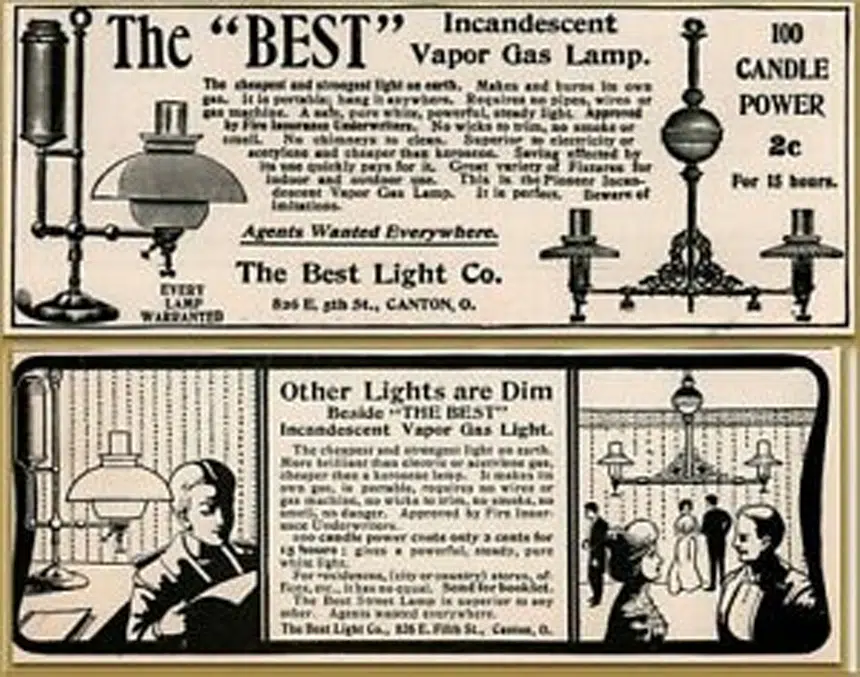 The "BEST"
Incandescent
Vapor Gas Lamp.
The cheapest and strongest light on earth. Makes and burns its own
gas. It is portable; hang it anywhere. Requires no pipes, wires or
gas machine. A safe, pure white, powerful, steady light. Approved
by Fire Insurance Underwriters. No wicks to trim, no smoke or
smell. No chimneys to clean. Superior to electricity or
acetylene and cheaper than kerosene. Saving effected by
its use quickly pays for it. Great variety of Fixtures for
indoor and outdoor use. This is the Pioneer Incan-
descent Vapor Gas Lamp. It is perfect. Beware of
imitations.
Agents Wanted Everywhere.
The Best Light Co.
826 E. 5th St., CANTON, O.
EVERY
LAMP
WARRANTED
100
CANDLE
POWER
2c
For 15 hours.
Other Lights are Dim
Beside "THE BEST"
Incandescent Vapor Gas Light.
The cheapest and strongest light on earth.
More brilliant than electric or acetylene gas,
cheaper than a kerosene lamp. It makes its
own gas, is portable, requires no wires or
gas machine, no wicks to trim, no smoke, no
smell, no danger. Approved by Fire Insur-
ance Underwriters.
100 candle power costs only 2 cents for
15 hours; gives a powerful, steady, pure
white light.
For residences, (city or country) stores, of-
fices, etc., it has no equal. Send for booklet.
The Best Street Lamp is superior to any
other. Agents wanted everywhere.
The Best Light Co., 826 E. Fifth St., Canton, O.